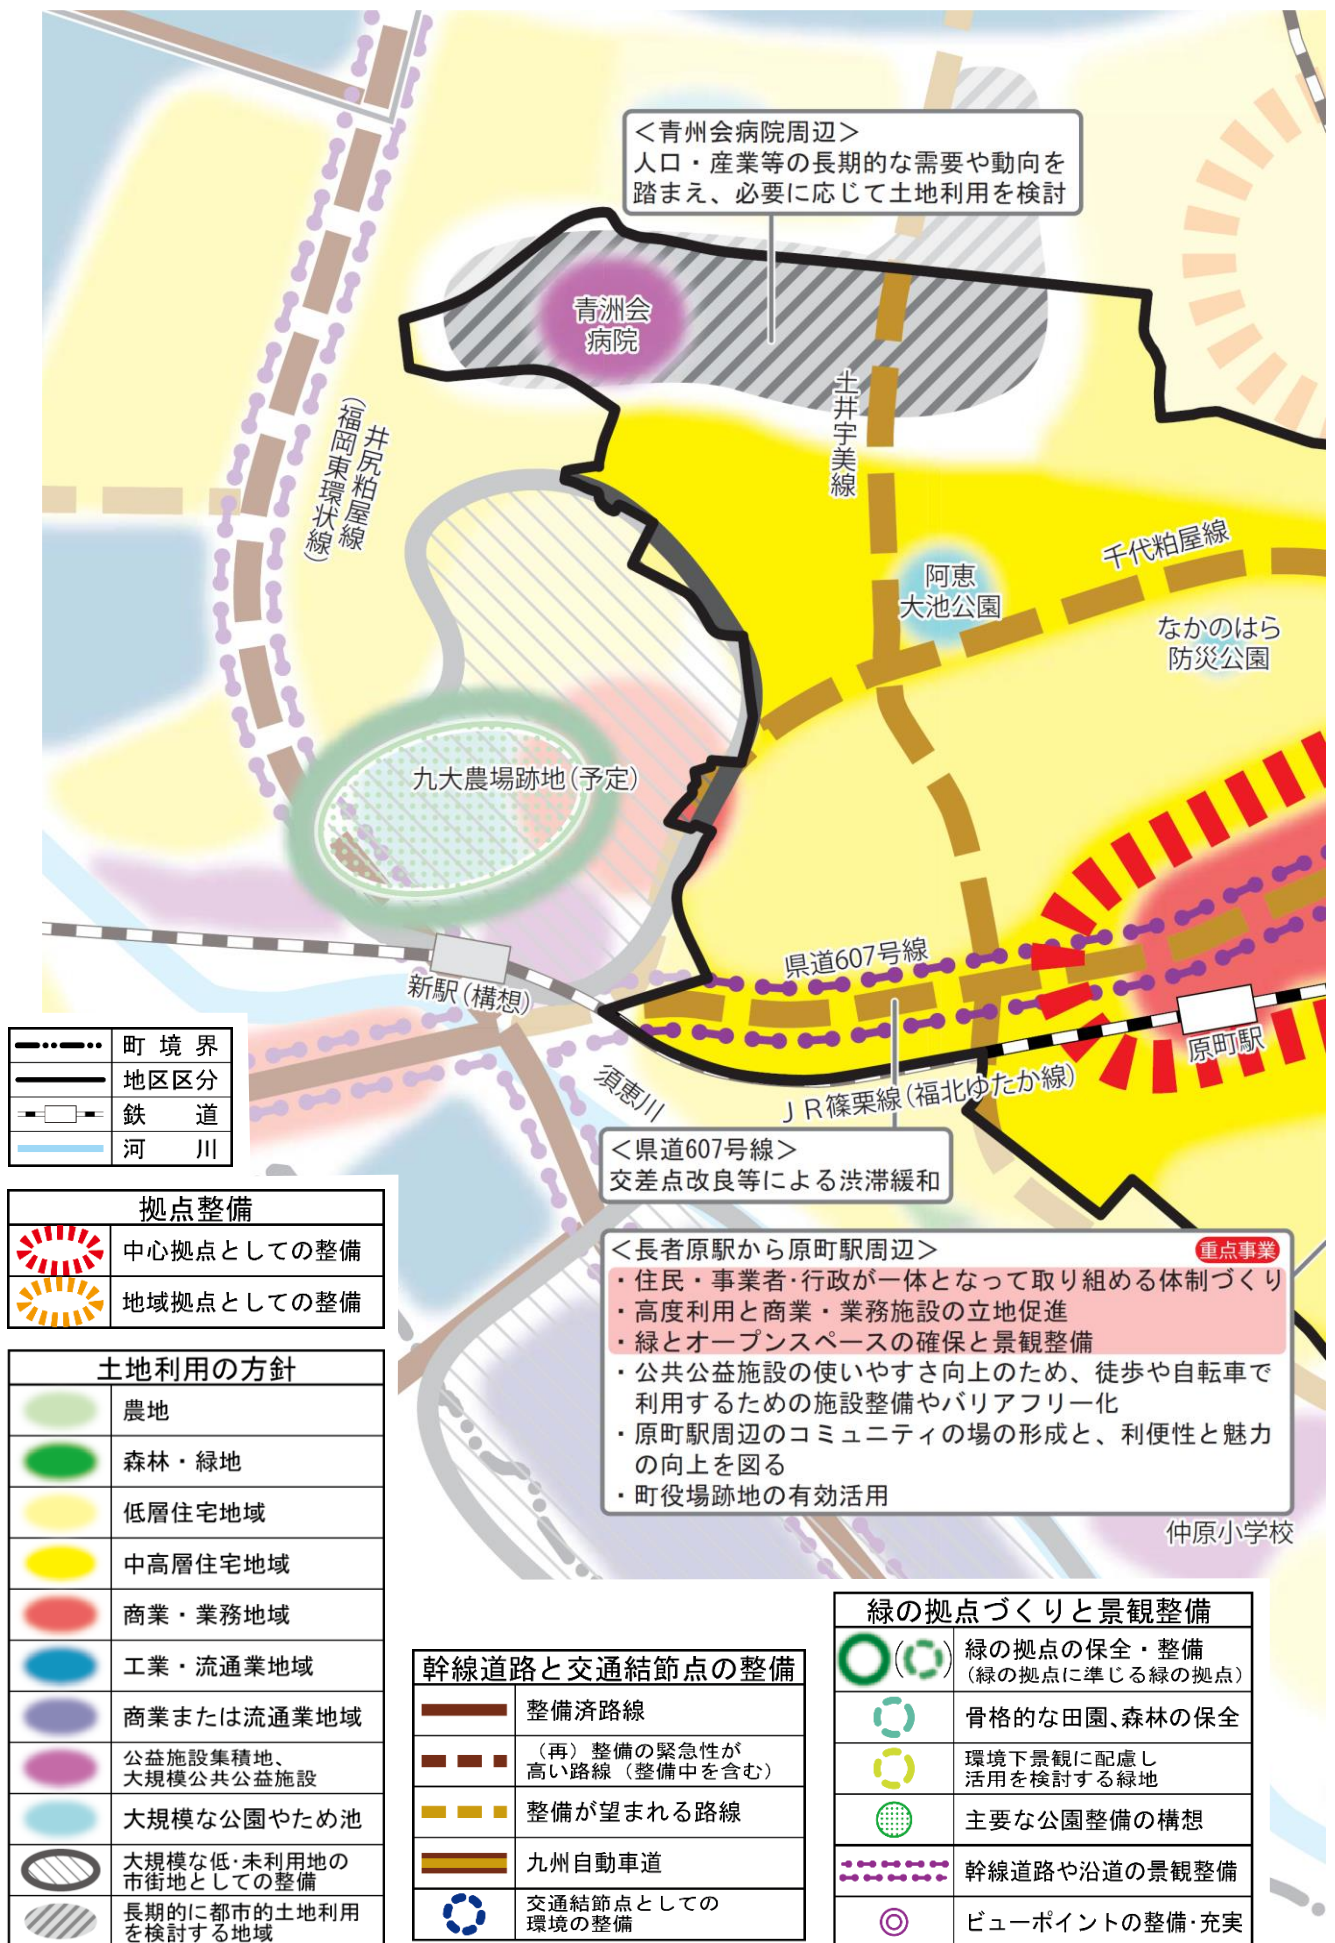 ＜青州会病院周辺＞
人口・産業等の長期的な需要や動向を
踏まえ、必要に応じて土地利用を検討
青洲会
病院
井尻粕屋線
（福岡東環状線）
土井宇美線
千代粕屋線
阿恵
大池公園
なかのはら
防災公園
九大農場跡地（予定）
県道607号線
新駅（構想）
原町駅
須恵川
ＪＲ篠栗線（福北ゆたか線）
＜県道607号線＞
交差点改良等による渋滞緩和
＜長者原駅から原町駅周辺＞
重点事業
・住民・事業者・行政が一体となって取り組める体制づくり
・高度利用と商業・業務施設の立地促進
・緑とオープンスペースの確保と景観整備
・公共公益施設の使いやすさ向上のため、徒歩や自転車で
利用するための施設整備やバリアフリー化
・原町駅周辺のコミュニティの場の形成と、利便性と魅力
の向上を図る
・町役場跡地の有効活用
仲原小学校
町境界
地区区分
鉄道
河川
拠点整備
中心拠点としての整備
地域拠点としての整備
土地利用の方針
農地
森林・緑地
低層住宅地域
中高層住宅地域
商業・業務地域
工業・流通業地域
商業または流通業地域
公益施設集積地、
大規模公共公益施設
大規模な公園やため池
大規模な低・未利用地の
市街地としての整備
長期的に都市的土地利用
を検討する地域
幹線道路と交通結節点の整備
整備済路線
（再）整備の緊急性が
高い路線（整備中を含む）
整備が望まれる路線
九州自動車道
交通結節点としての
環境の整備
緑の拠点づくりと景観整備
（ ）
緑の拠点の保全・整備
（緑の拠点に準じる緑の拠点）
骨格的な田園、森林の保全
環境下景観に配慮し
活用を検討する緑地
主要な公園整備の構想
幹線道路や沿道の景観整備
ビューポイントの整備・充実